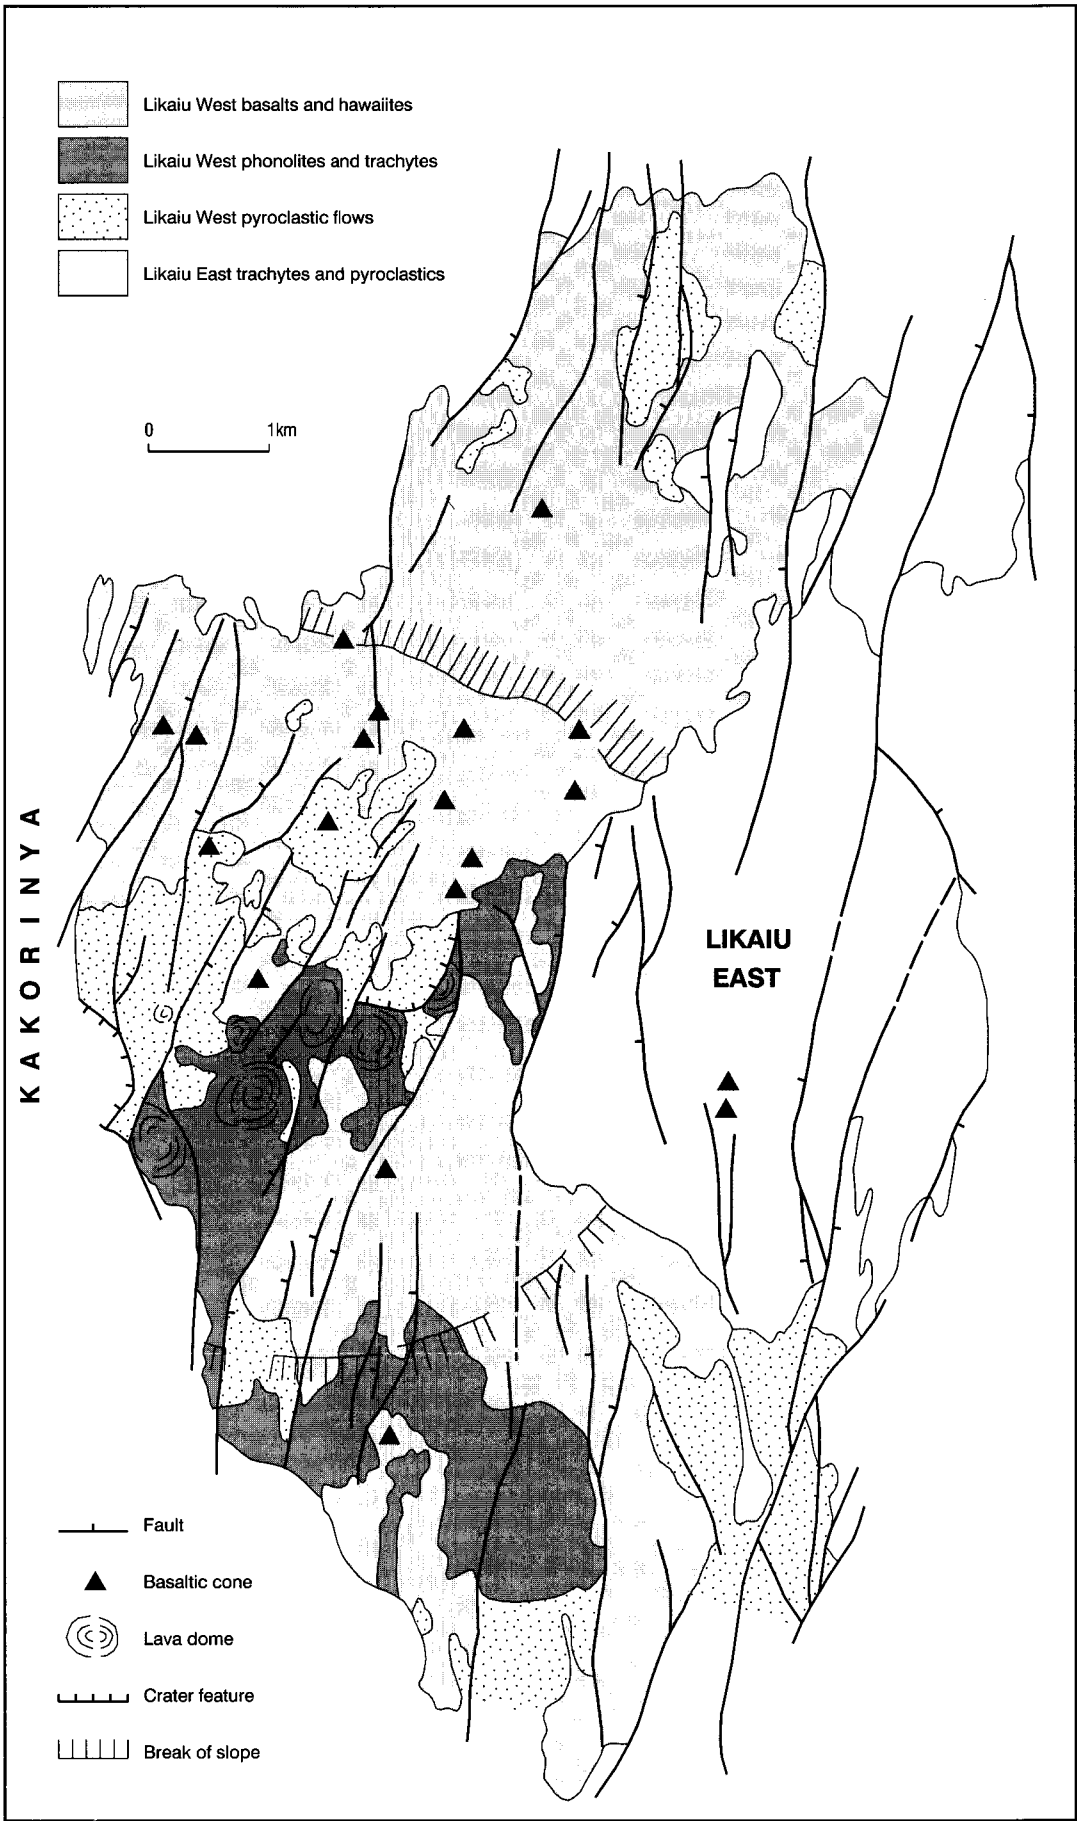 Likaiu West basalts and hawaiites
Likaiu West phonolites and trachytes
Likaiu West pyroclastic flows
Likaiu East trachytes and pyroclastics
0 1km
KAKORINYA
LIKAIU
EAST
Fault
Basaltic cone
Lava dome
Crater feature
Break of slope